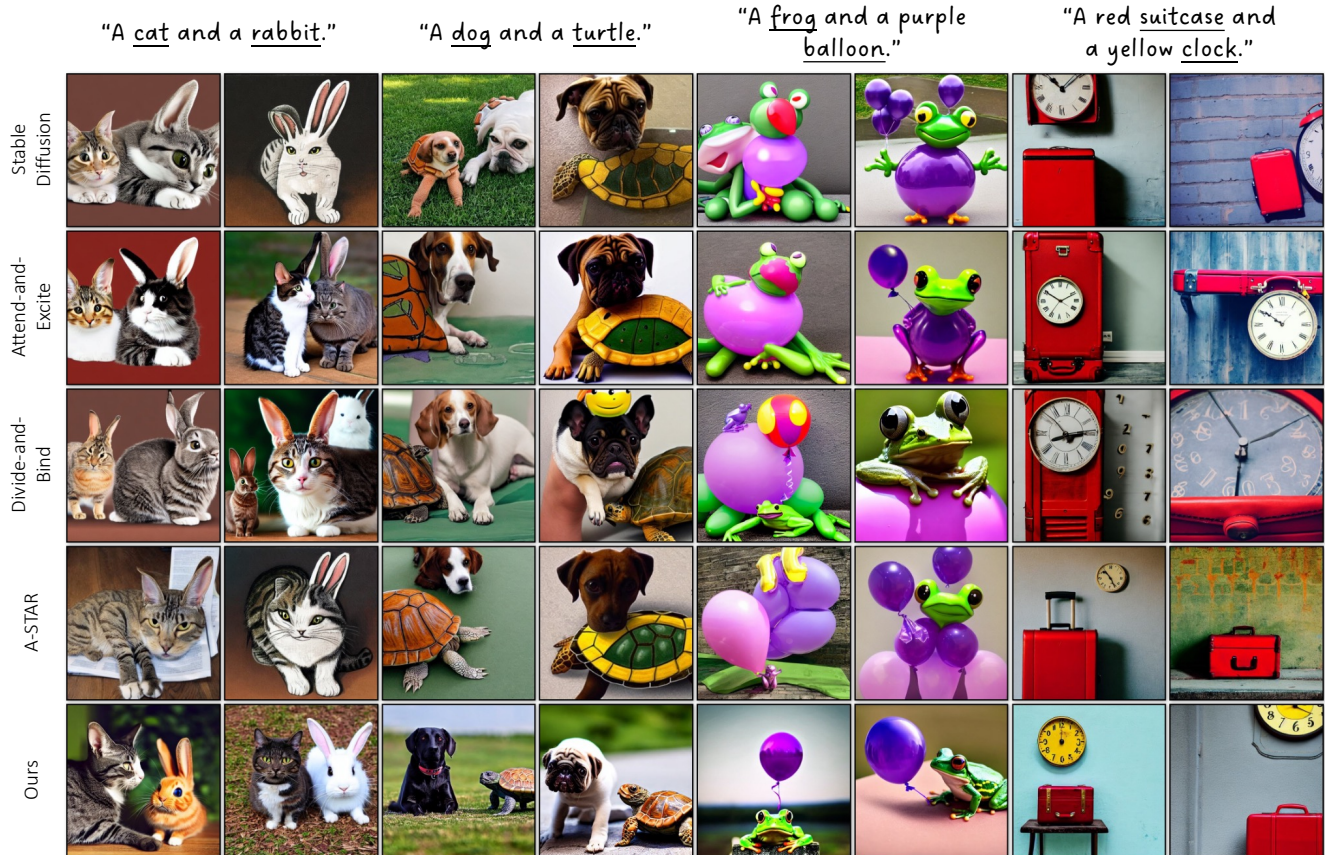 “A cat and a rabbit.”
“A dog and a turtle.”
“A frog and a purple
balloon.”
“A red suitcase and
a yellow clock.”
Stable
Diffusion
Attend-and-
Excite
Divide-and-
Bind
A-STAR
Ours